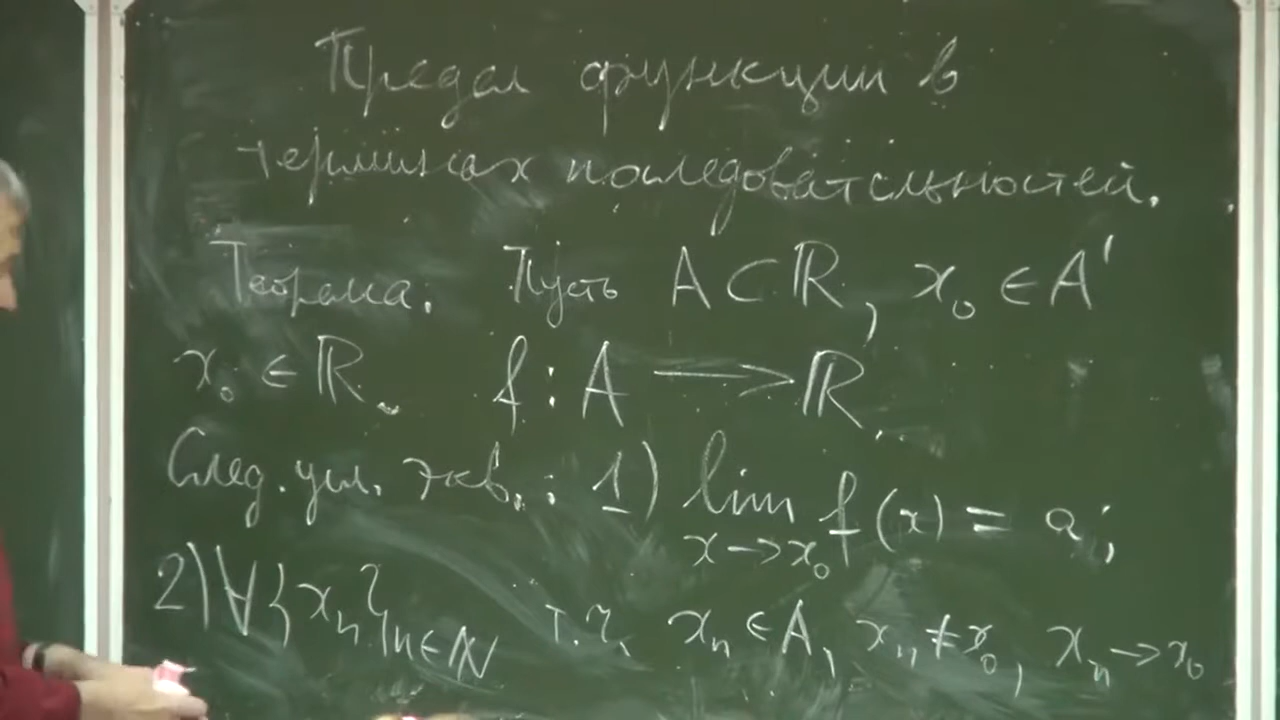 Предел функции в
терминах последовательностей.
Теорема. Пусть A ⊂ ℝ, x₀ ∈ A'
x₀ ∈ ℝ. f : A ⟶ ℝ.
След. усл. экв.: 1) lim f(x) = a;
x→x₀
2) ∀ {xₙ}ₙ∈ℕ т.ч. xₙ ∈ A, xₙ ≠ x₀, xₙ → x₀